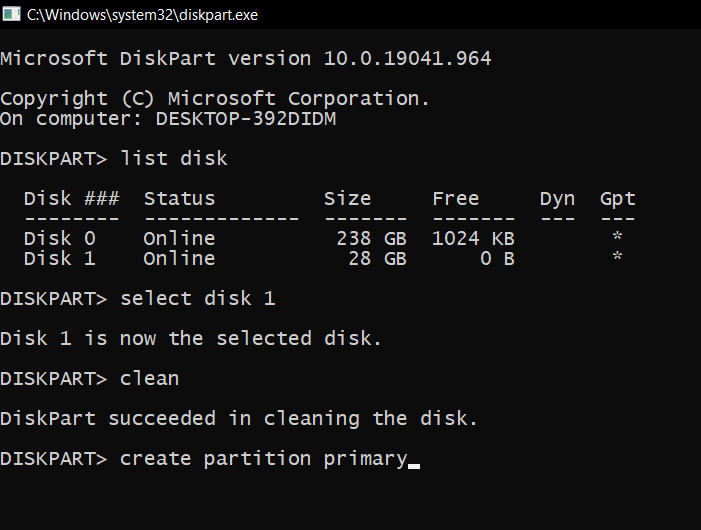 C:\Windows\system32\diskpart.exe
Microsoft DiskPart version 10.0.19041.964
Copyright (C) Microsoft Corporation.
On computer: DESKTOP-392DIDM
DISKPART> list disk
  Disk ###  Status         Size     Free     Dyn  Gpt
  --------  -------------  -------  -------  ---  ---
  Disk 0    Online          238 GB  1024 KB        *
  Disk 1    Online           28 GB      0 B        *
DISKPART> select disk 1
Disk 1 is now the selected disk.
DISKPART> clean
DiskPart succeeded in cleaning the disk.
DISKPART> create partition primary